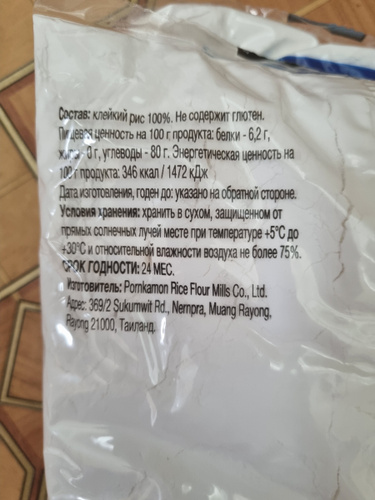 Состав: клейкий рис 100%. Не содержит глютен.
Пищевая ценность на 100 г продукта: белки - 6,2 г,
жиры - 0 г, углеводы - 80 г. Энергетическая ценность на
100 г продукта: 346 ккал / 1472 кДж
Дата изготовления, годен до: указано на обратной стороне.
Условия хранения: хранить в сухом, защищенном от
прямых солнечных лучей месте при температуре +5°C до
+30°C и относительной влажности воздуха не более 75%.
СРОК ГОДНОСТИ: 24 МЕС.
Изготовитель: Pornkamon Rice Flour Mills Co., Ltd.
Адрес: 369/2 Sukumwit Rd., Nernpra, Muang Rayong,
Rayong 21000, Таиланд.